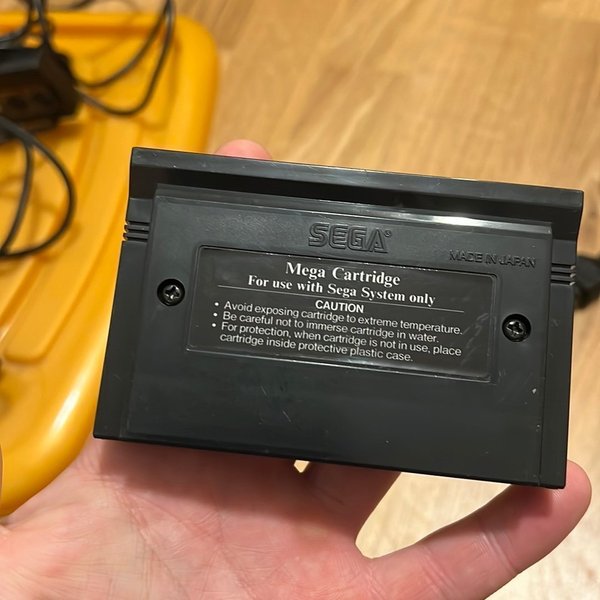 SEGA®
MADE IN JAPAN
Mega Cartridge
For use with Sega System only
CAUTION
• Avoid exposing cartridge to extreme temperature.
• Be careful not to immerse cartridge in water.
• For protection, when cartridge is not in use, place
cartridge inside protective plastic case.